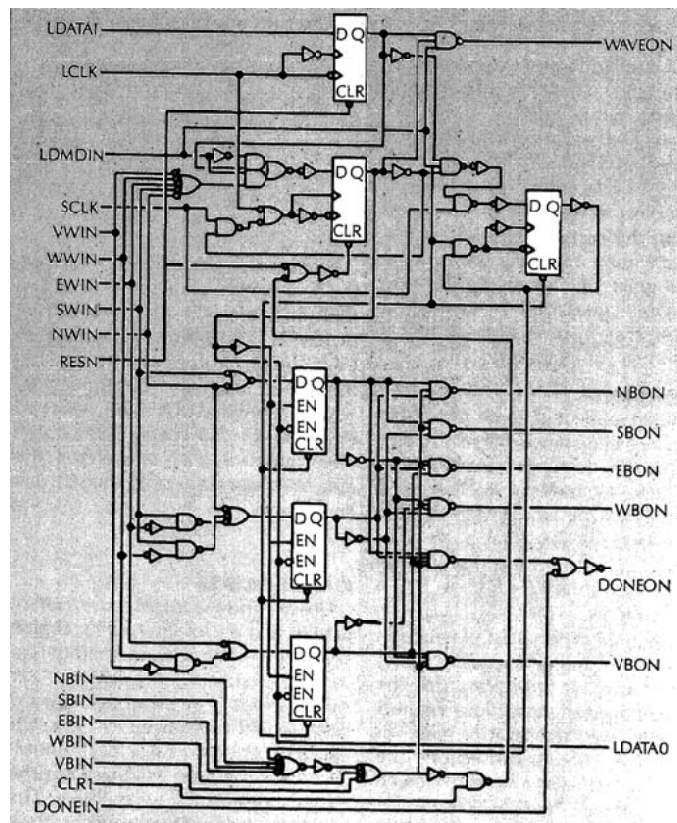 LDATAI
LCLK
LDMDIN
SCLK
VWIN
WWIN
EWIN
SWIN
NWIN
RESN
NBIN
SBIN
EBIN
WBIN
VBIN
CLR1
DONEIN
D Q
CLR
D Q
CLR
D Q
CLR
D Q
EN
EN
CLR
D Q
EN
EN
CLR
D Q
EN
EN
CLR
WAVEON
NBON
SBON
EBON
WBON
DONEON
VBON
LDATA0